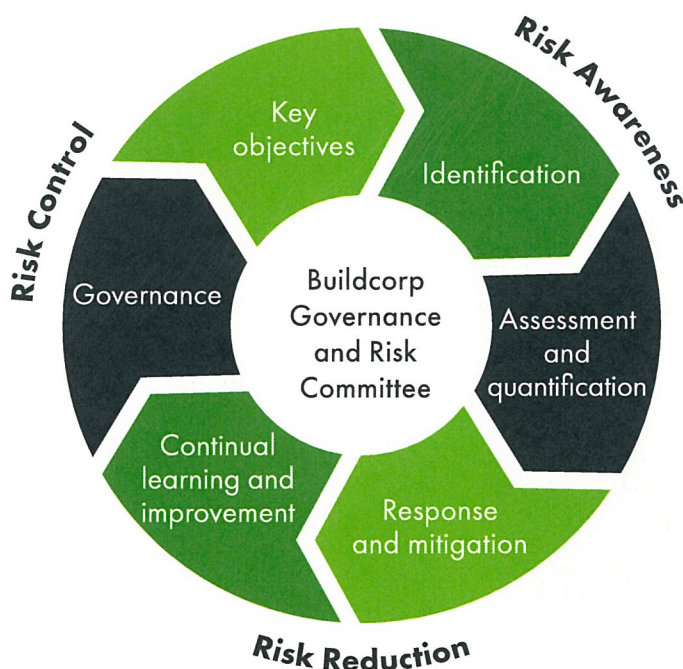 Risk Awareness
Key
objectives
Identification
Risk Control
Governance
Buildcorp
Governance
and Risk
Committee
Assessment
and
quantification
Continual
learning and
improvement
Response
and mitigation
Risk Reduction